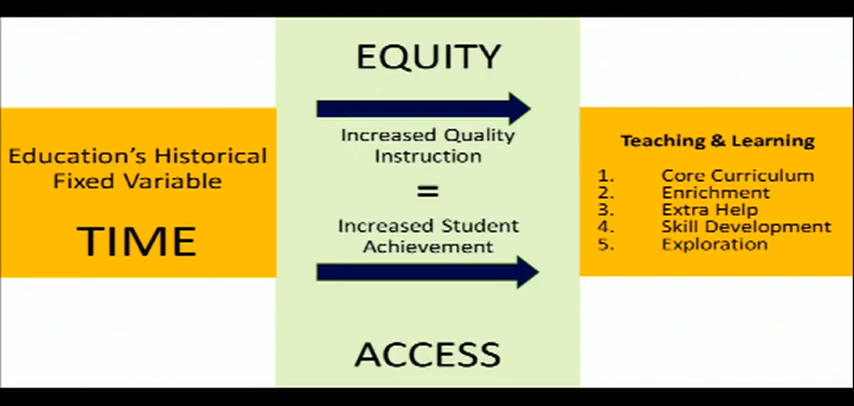 Education's Historical
Fixed Variable
TIME
EQUITY
Increased Quality
Instruction
=
Increased Student
Achievement
ACCESS
Teaching & Learning
1. Core Curriculum
2. Enrichment
3. Extra Help
4. Skill Development
5. Exploration